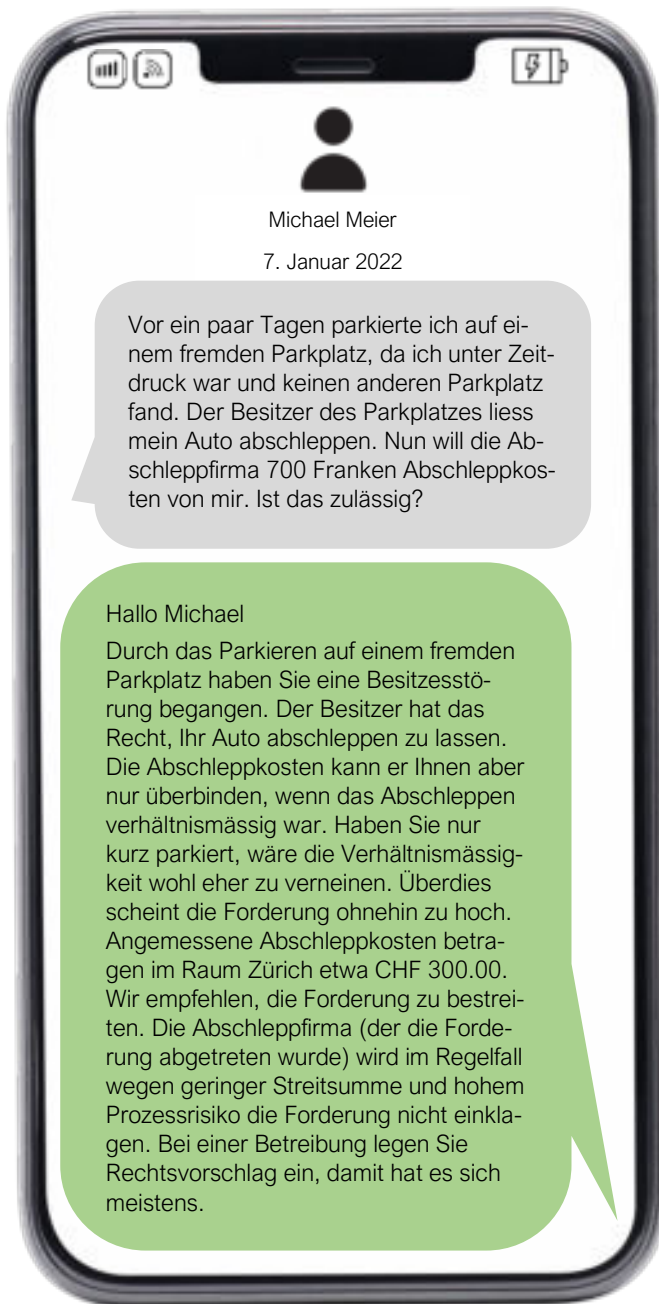 Michael Meier
7. Januar 2022
Vor ein paar Tagen parkierte ich auf ei-
nem fremden Parkplatz, da ich unter Zeit-
druck war und keinen anderen Parkplatz
fand. Der Besitzer des Parkplatzes liess
mein Auto abschleppen. Nun will die Ab-
schleppfirma 700 Franken Abschleppkos-
ten von mir. Ist das zulässig?
Hallo Michael
Durch das Parkieren auf einem fremden
Parkplatz haben Sie eine Besitzesstö-
rung begangen. Der Besitzer hat das
Recht, Ihr Auto abschleppen zu lassen.
Die Abschleppkosten kann er Ihnen aber
nur überbinden, wenn das Abschleppen
verhältnismässig war. Haben Sie nur
kurz parkiert, wäre die Verhältnismässig-
keit wohl eher zu verneinen. Überdies
scheint die Forderung ohnehin zu hoch.
Angemessene Abschleppkosten betra-
gen im Raum Zürich etwa CHF 300.00.
Wir empfehlen, die Forderung zu bestrei-
ten. Die Abschleppfirma (der die Forde-
rung abgetreten wurde) wird im Regelfall
wegen geringer Streitsumme und hohem
Prozessrisiko die Forderung nicht einkla-
gen. Bei einer Betreibung legen Sie
Rechtsvorschlag ein, damit hat es sich
meistens.